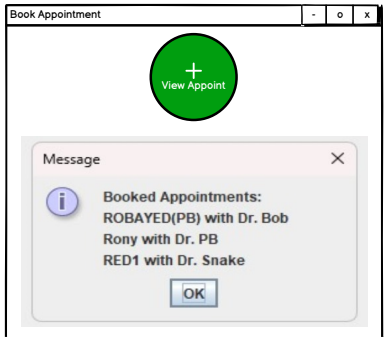 Book Appointment
- o x
+
View Appoint
Message
Booked Appointments:
ROBAYED(PB) with Dr. Bob
Rony with Dr. PB
RED1 with Dr. Snake
OK